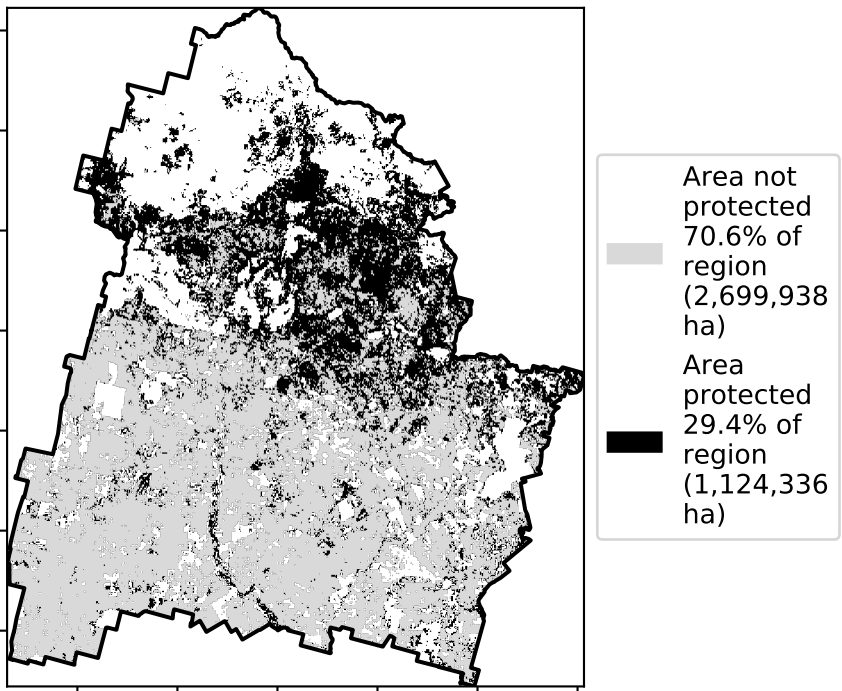 Area not
protected
70.6% of
region
(2,699,938
ha)
Area
protected
29.4% of
region
(1,124,336
ha)